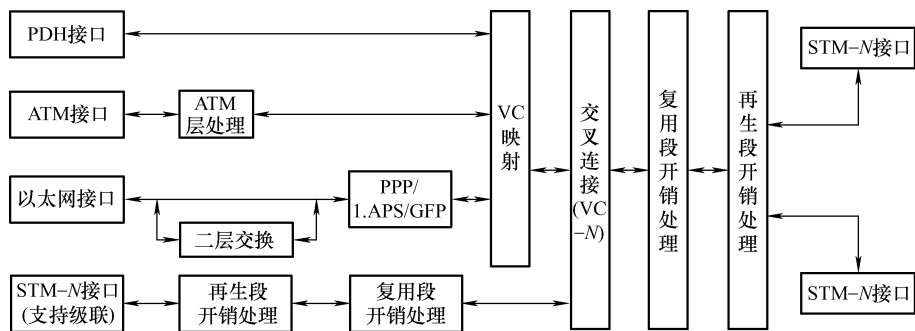 PDH接口
STM-N接口
ATM接口
ATM
层处理
VC
映射
交叉连接
(VC
-N)
复用段开销处理
再生段开销处理
以太网接口
PPP/
1.APS/GFP
二层交换
STM-N接口
(支持级联)
再生段
开销处理
复用段
开销处理
STM-N接口